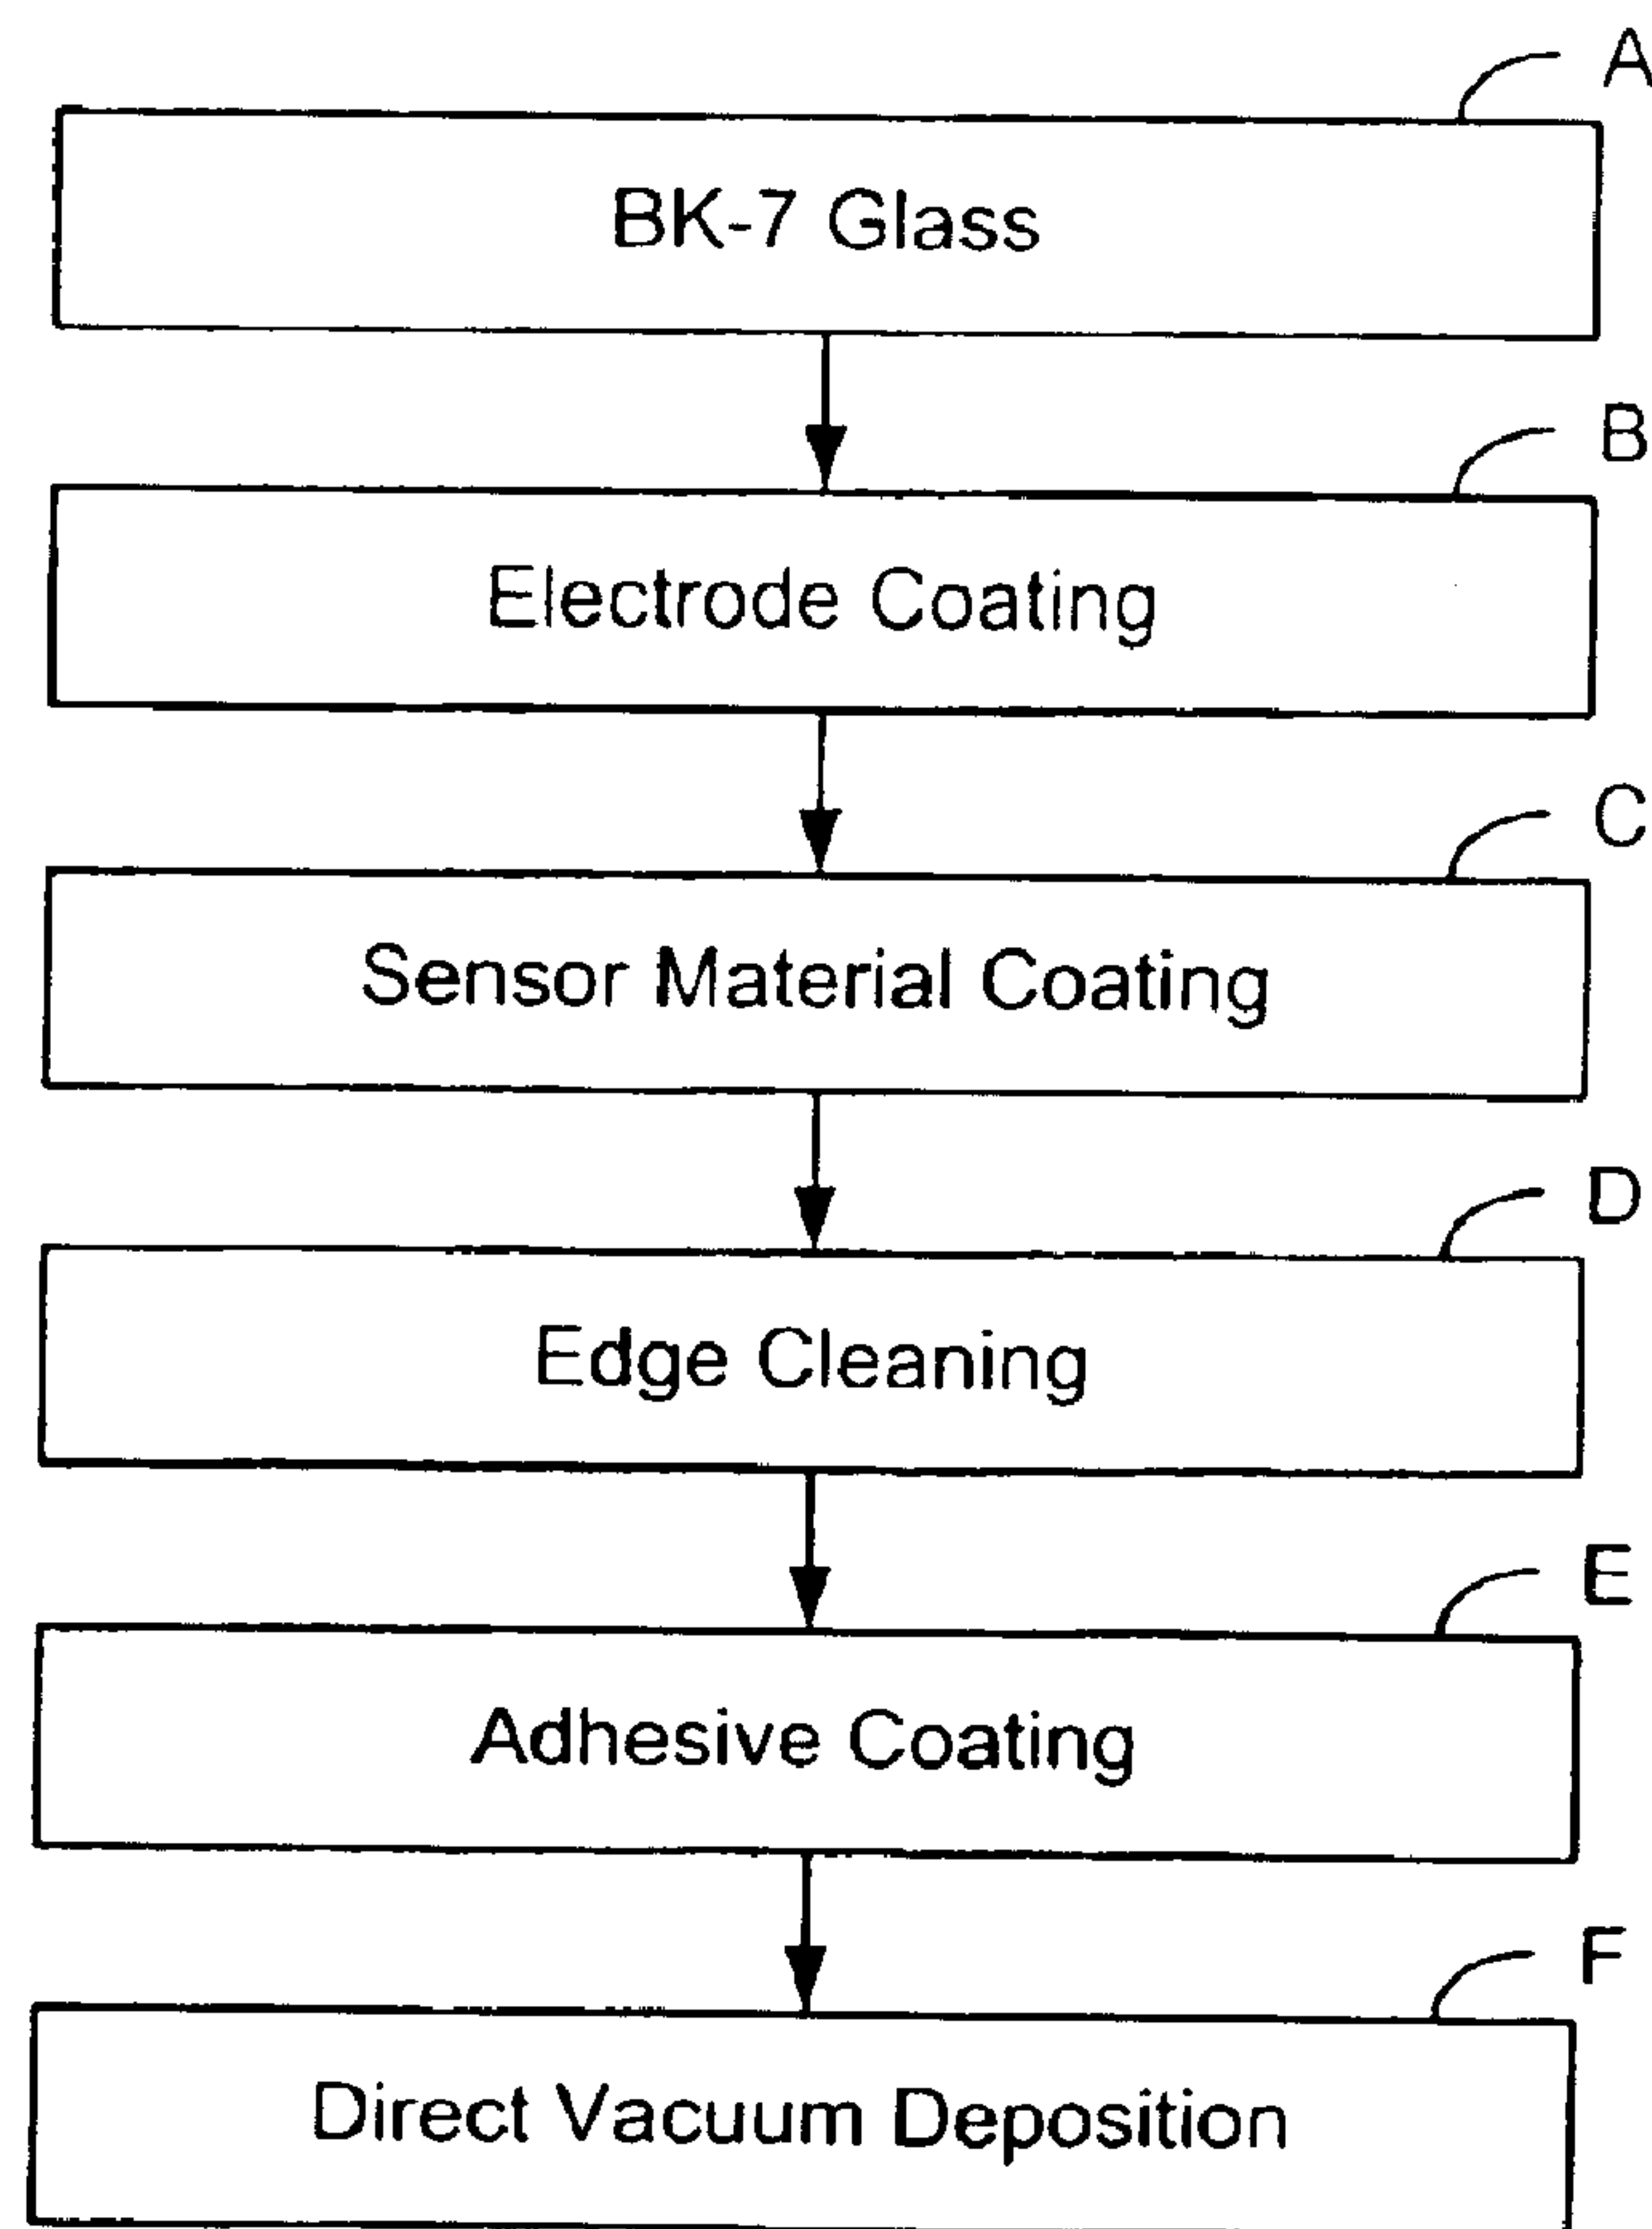 A
BK-7 Glass
B
Electrode Coating
C
Sensor Material Coating
D
Edge Cleaning
E
Adhesive Coating
F
Direct Vacuum Deposition